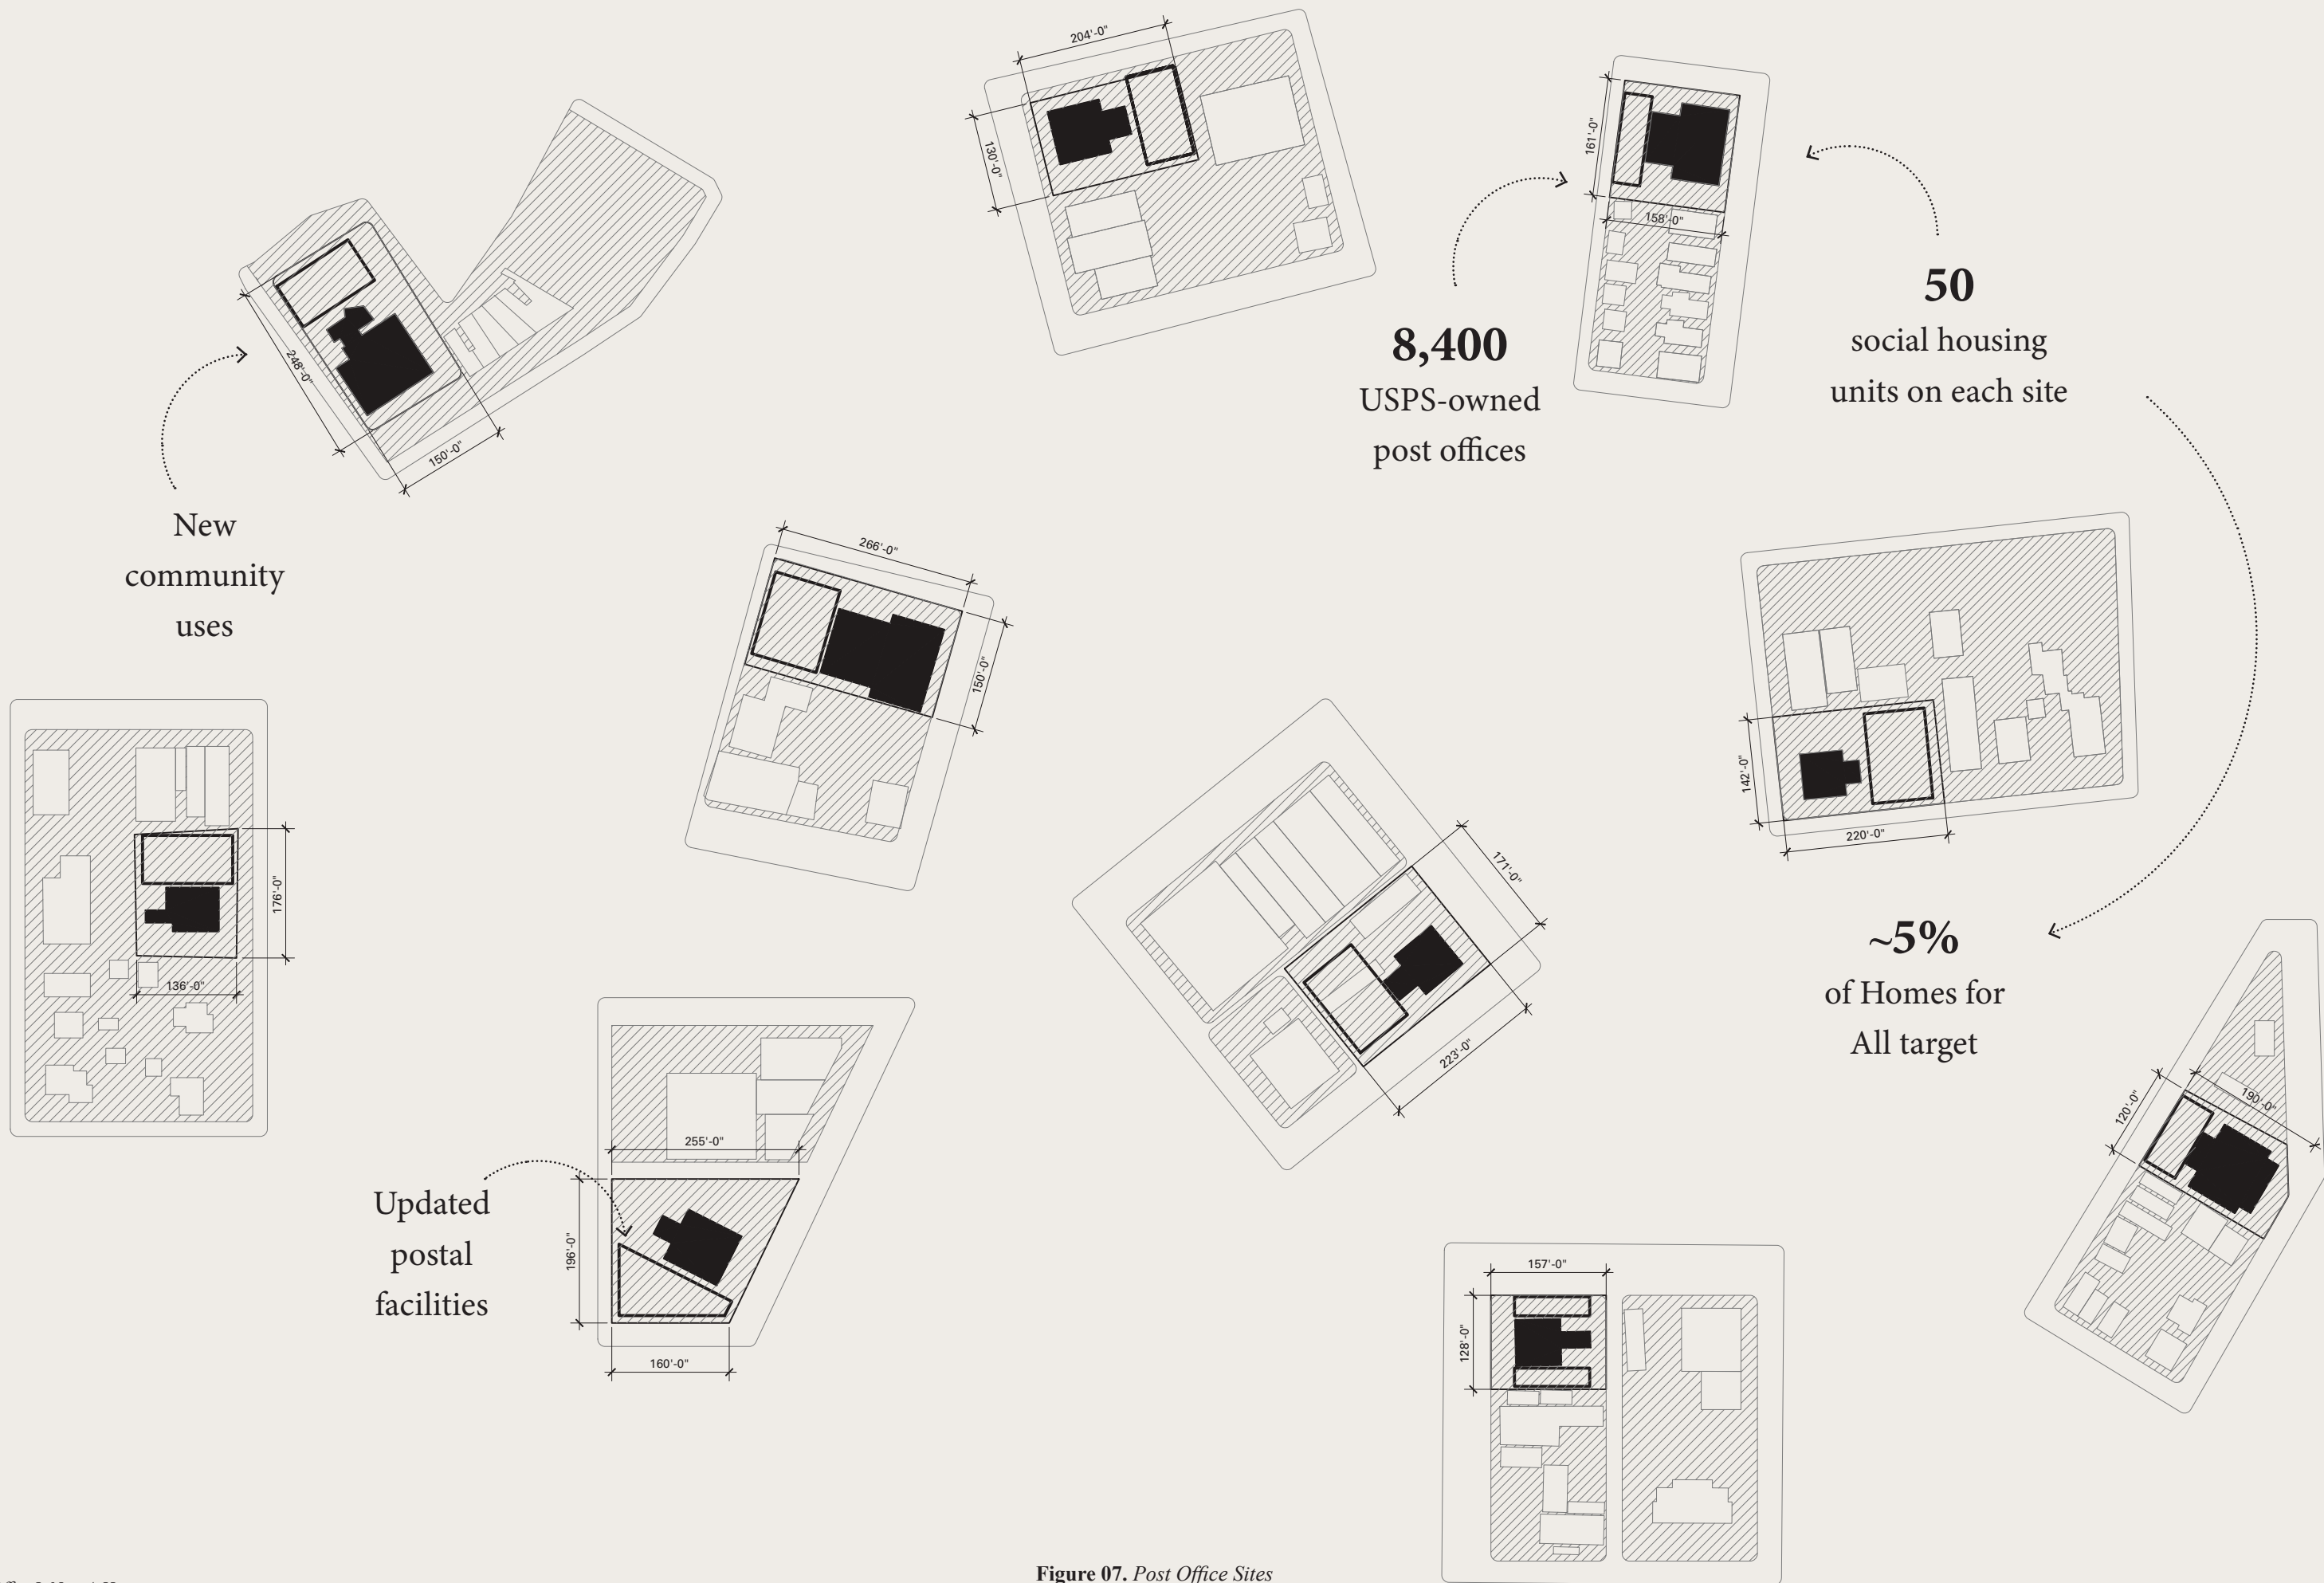 204'-0"
130'-0"
161'-0"
158'-0"
50
social housing
units on each site
8,400
USPS-owned
post offices
248'-0"
150'-0"
New
community
uses
266'-0"
150'-0"
142'-0"
220'-0"
176'-0"
136'-0"
171'-0"
223'-0"
~5%
of Homes for
All target
120'-0"
190'-0"
255'-0"
196'-0"
160'-0"
Updated
postal
facilities
157'-0"
128'-0"
Figure 07. Post Office Sites